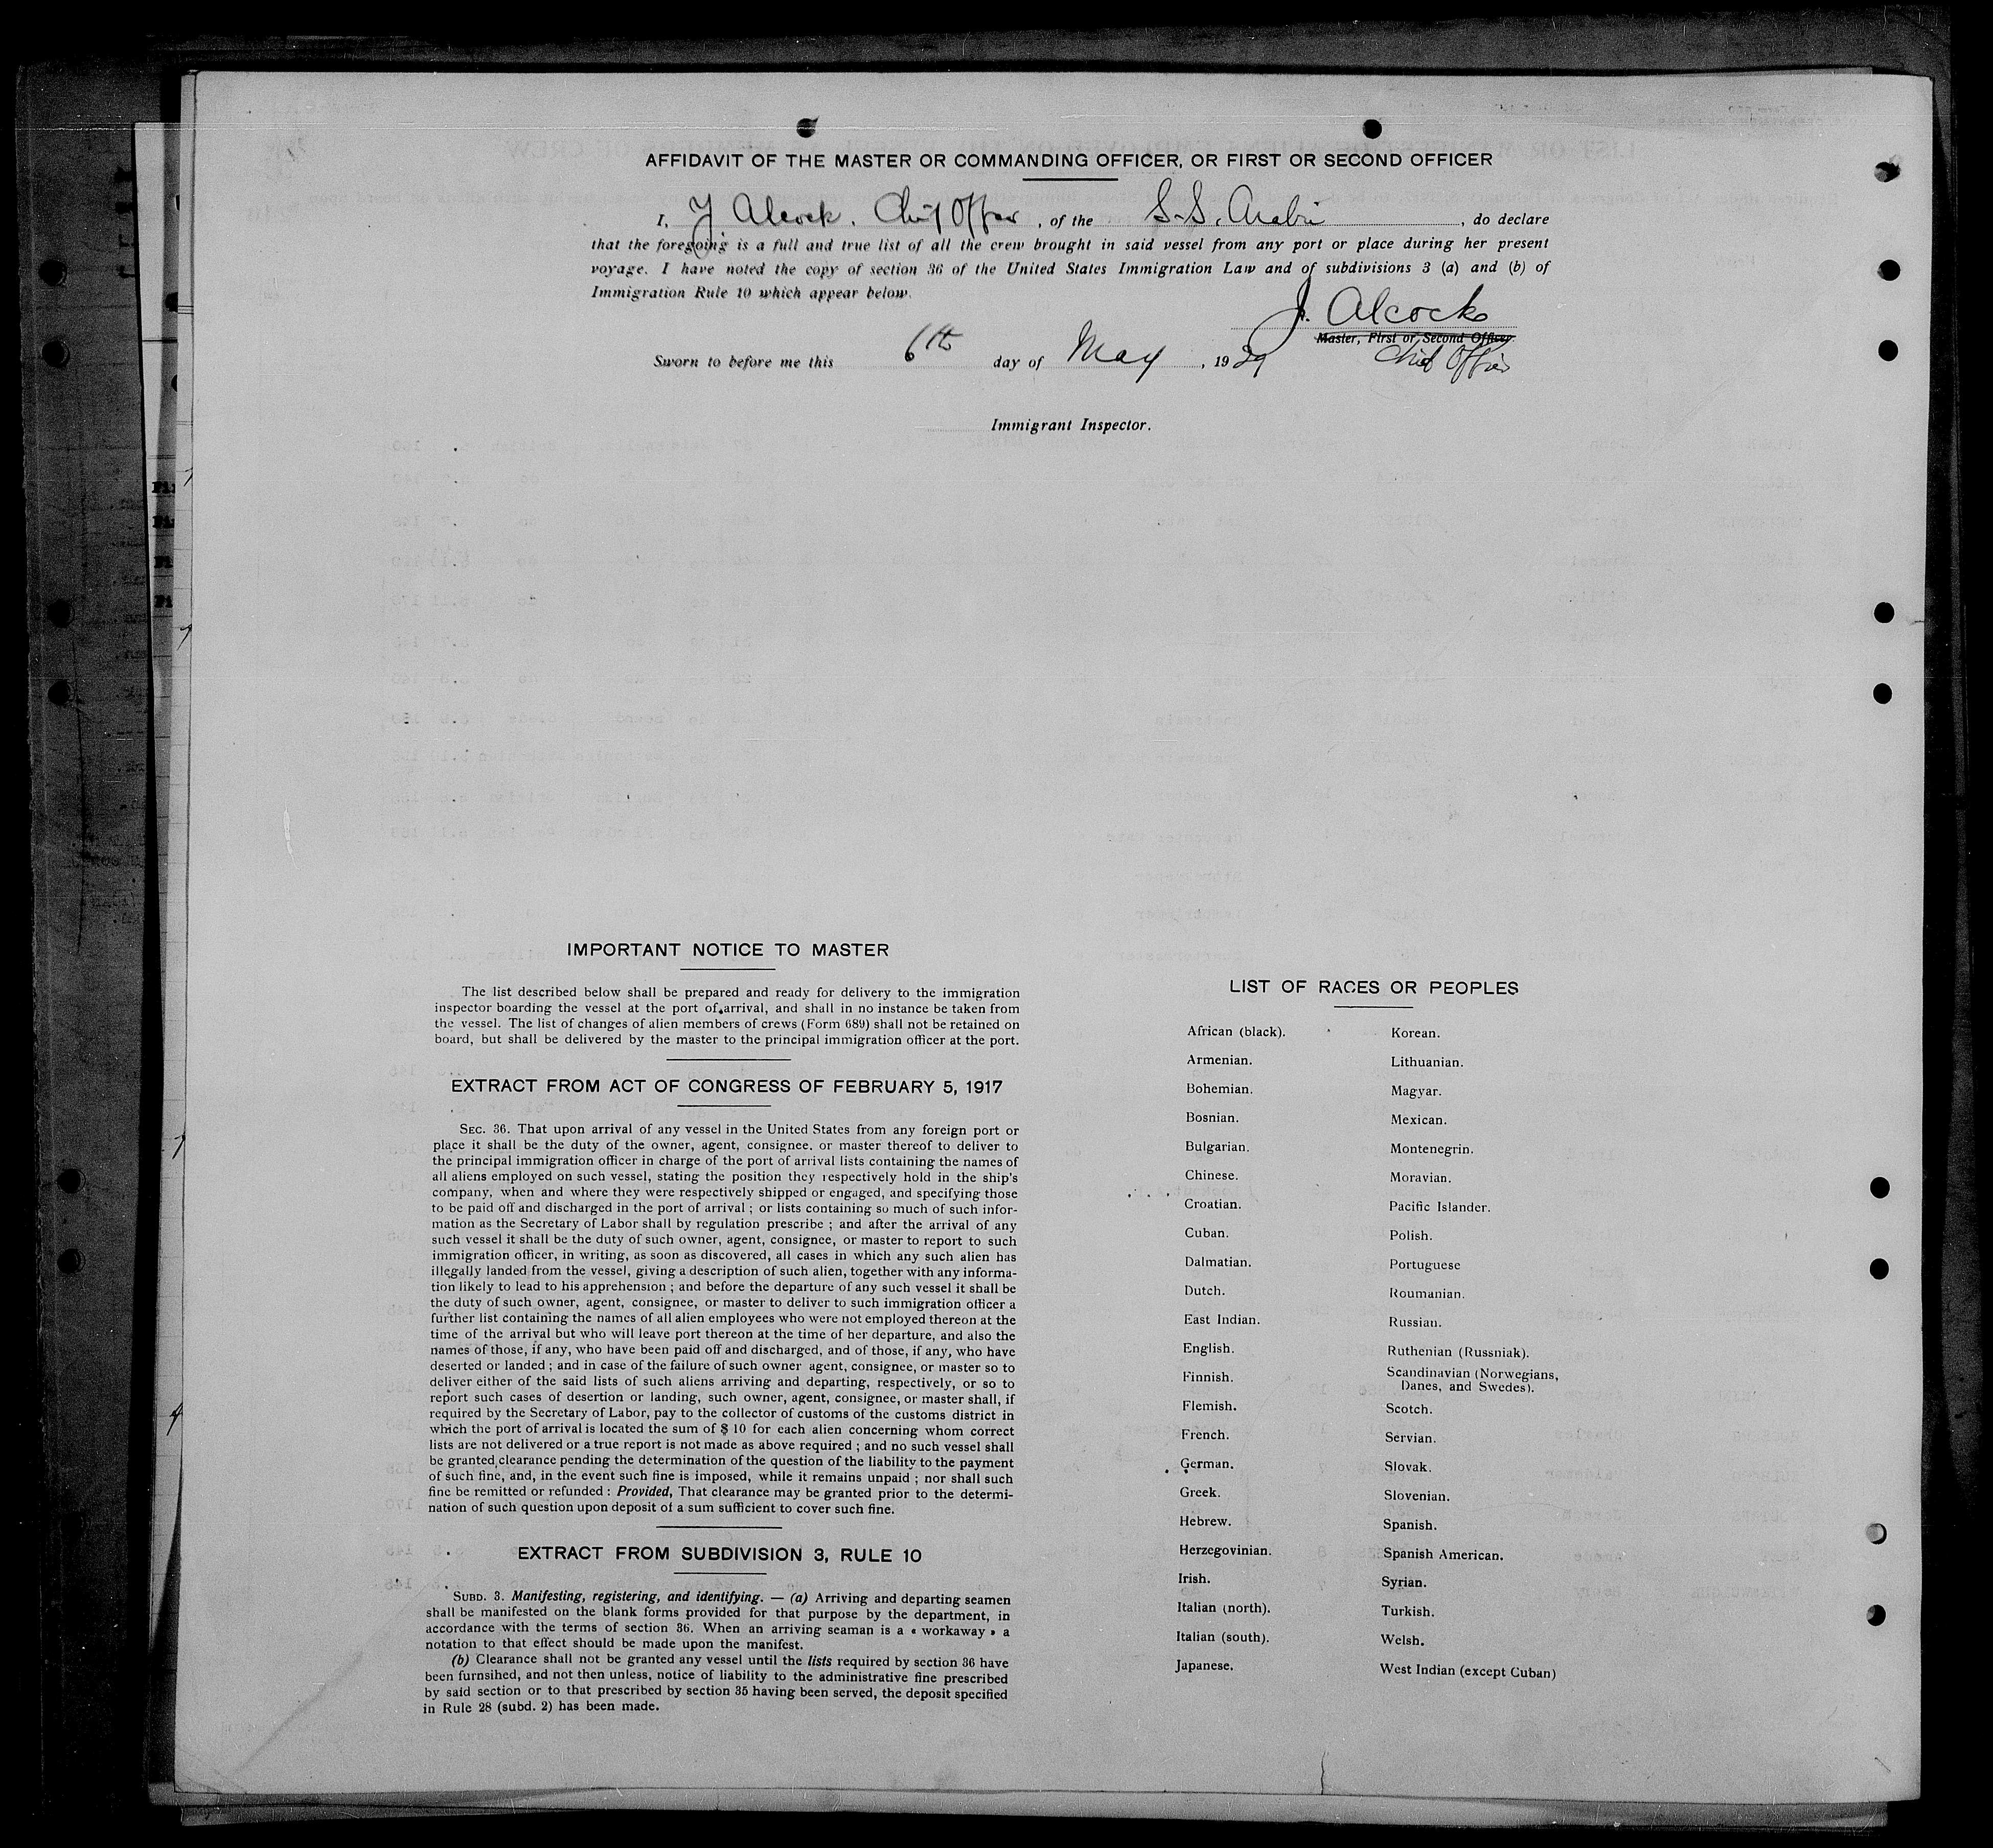 AFFIDAVIT OF THE MASTER OR COMMANDING OFFICER, OR FIRST OR SECOND OFFICER
I, J Alcock. Chief Officer, of the S.S. Arabic, do declare
that the foregoing is a full and true list of all the crew brought in said vessel from any port or place during her present
voyage. I have noted the copy of section 36 of the United States Immigration Law and of subdivisions 3 (a) and (b) of
Immigration Rule 10 which appear below.
J. Alcock
Master, First or Second Officer
Chief Officer
Sworn to before me this 6th day of May, 1929
Immigrant Inspector.
IMPORTANT NOTICE TO MASTER
The list described below shall be prepared and ready for delivery to the immigration
inspector boarding the vessel at the port of arrival, and shall in no instance be taken from
the vessel. The list of changes of alien members of crews (Form 689) shall not be retained on
board, but shall be delivered by the master to the principal immigration officer at the port.
EXTRACT FROM ACT OF CONGRESS OF FEBRUARY 5, 1917
SEC. 36. That upon arrival of any vessel in the United States from any foreign port or
place it shall be the duty of the owner, agent, consignee. or master thereof to deliver to
the principal immigration officer in charge of the port of arrival lists containing the names of
all aliens employed on such vessel, stating the position they respectively hold in the ship's
company, when and where they were respectively shipped or engaged, and specifying those
to be paid off and discharged in the port of arrival ; or lists containing so much of such infor-
mation as the Secretary of Labor shall by regulation prescribe ; and after the arrival of any
such vessel it shall be the duty of such owner, agent, consignee, or master to report to such
immigration officer, in writing, as soon as discovered, all cases in which any such alien has
illegally landed from the vessel, giving a description of such alien, together with any informa-
tion likely to lead to his apprehension ; and before the departure of any such vessel it shall be
the duty of such owner, agent, consignee, or master to deliver to such immigration officer a
further list containing the names of all alien employees who were not employed thereon at the
time of the arrival but who will leave port thereon at the time of her departure, and also the
names of those, if any, who have been paid off and discharged, and of those, if any, who have
deserted or landed ; and in case of the failure of such owner agent, consignee, or master so to
deliver either of the said lists of such aliens arriving and departing, respectively, or so to
report such cases of desertion or landing, such owner, agent, consignee, or master shall, if
required by the Secretary of Labor, pay to the collector of customs of the customs district in
which the port of arrival is located the sum of $ 10 for each alien concerning whom correct
lists are not delivered or a true report is not made as above required ; and no such vessel shall
be granted clearance pending the determination of the question of the liability to the payment
of such fine, and, in the event such fine is imposed, while it remains unpaid ; nor shall such
fine be remitted or refunded : Provided, That clearance may be granted prior to the determi-
nation of such question upon deposit of a sum sufficient to cover such fine.
EXTRACT FROM SUBDIVISION 3, RULE 10
SUBD. 3. Manifesting, registering, and identifying. — (a) Arriving and departing seamen
shall be manifested on the blank forms provided for that purpose by the department, in
accordance with the terms of section 36. When an arriving seaman is a « workaway » a
notation to that effect should be made upon the manifest.
(b) Clearance shall not be granted any vessel until the lists required by section 36 have
been furnsihed, and not then unless, notice of liability to the administrative fine prescribed
by said section or to that prescribed by section 35 having been served, the deposit specified
in Rule 28 (subd. 2) has been made.
LIST OF RACES OR PEOPLES
African (black).
Armenian.
Bohemian.
Bosnian.
Bulgarian.
Chinese.
Croatian.
Cuban.
Dalmatian.
Dutch.
East Indian.
English.
Finnish.
Flemish.
French.
German.
Greek.
Hebrew.
Herzegovinian.
Irish.
Italian (north).
Italian (south).
Japanese.
Korean.
Lithuanian.
Magyar.
Mexican.
Montenegrin.
Moravian.
Pacific Islander.
Polish.
Portuguese
Roumanian.
Russian.
Ruthenian (Russniak).
Scandinavian (Norwegians,
Danes, and Swedes).
Scotch.
Servian.
Slovak.
Slovenian.
Spanish.
Spanish American.
Syrian.
Turkish.
Welsh.
West Indian (except Cuban)